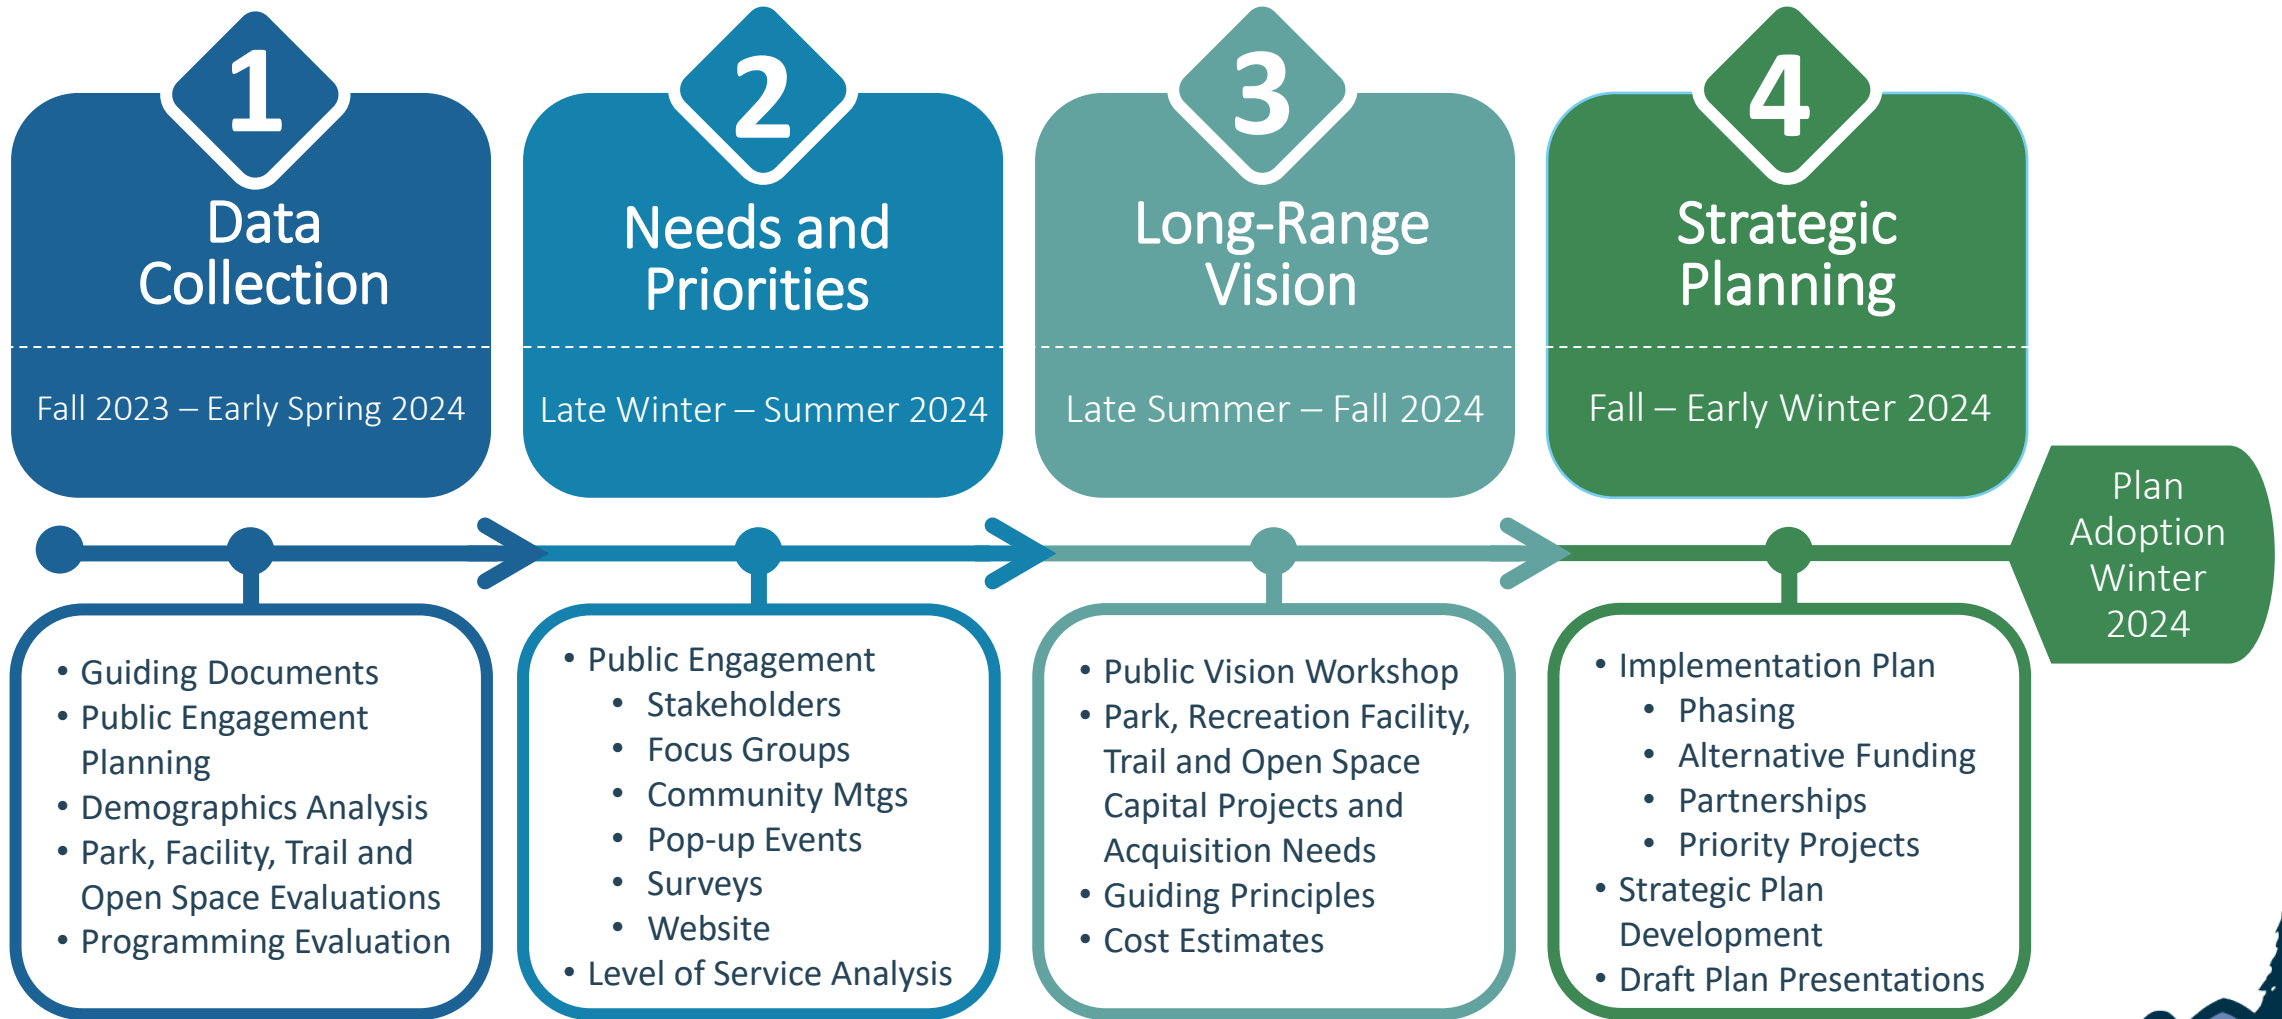 1
Data
Collection
Fall 2023 – Early Spring 2024
• Guiding Documents
• Public Engagement
Planning
• Demographics Analysis
• Park, Facility, Trail and
Open Space Evaluations
• Programming Evaluation
2
Needs and
Priorities
Late Winter – Summer 2024
• Public Engagement
• Stakeholders
• Focus Groups
• Community Mtgs
• Pop-up Events
• Surveys
• Website
• Level of Service Analysis
3
Long-Range
Vision
Late Summer – Fall 2024
• Public Vision Workshop
• Park, Recreation Facility,
Trail and Open Space
Capital Projects and
Acquisition Needs
• Guiding Principles
• Cost Estimates
4
Strategic
Planning
Fall – Early Winter 2024
• Implementation Plan
• Phasing
• Alternative Funding
• Partnerships
• Priority Projects
• Strategic Plan
Development
• Draft Plan Presentations
Plan
Adoption
Winter
2024